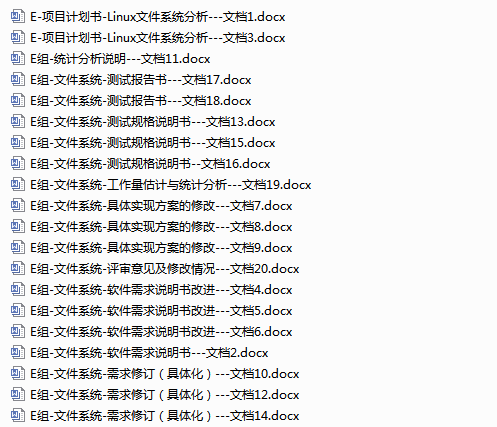 E-项目计划书-Linux文件系统分析---文档1.docx
E-项目计划书-Linux文件系统分析---文档3.docx
E组-统计分析说明---文档11.docx
E组-文件系统-测试报告书---文档17.docx
E组-文件系统-测试报告书---文档18.docx
E组-文件系统-测试规格说明书---文档13.docx
E组-文件系统-测试规格说明书---文档15.docx
E组-文件系统-测试规格说明书--文档16.docx
E组-文件系统-工作量估计与统计分析---文档19.docx
E组-文件系统-具体实现方案的修改---文档7.docx
E组-文件系统-具体实现方案的修改---文档8.docx
E组-文件系统-具体实现方案的修改---文档9.docx
E组-文件系统-评审意见及修改情况---文档20.docx
E组-文件系统-软件需求说明书改进---文档4.docx
E组-文件系统-软件需求说明书改进---文档5.docx
E组-文件系统-软件需求说明书改进---文档6.docx
E组-文件系统-软件需求说明书---文档2.docx
E组-文件系统-需求修订（具体化）---文档10.docx
E组-文件系统-需求修订（具体化）---文档12.docx
E组-文件系统-需求修订（具体化）---文档14.docx